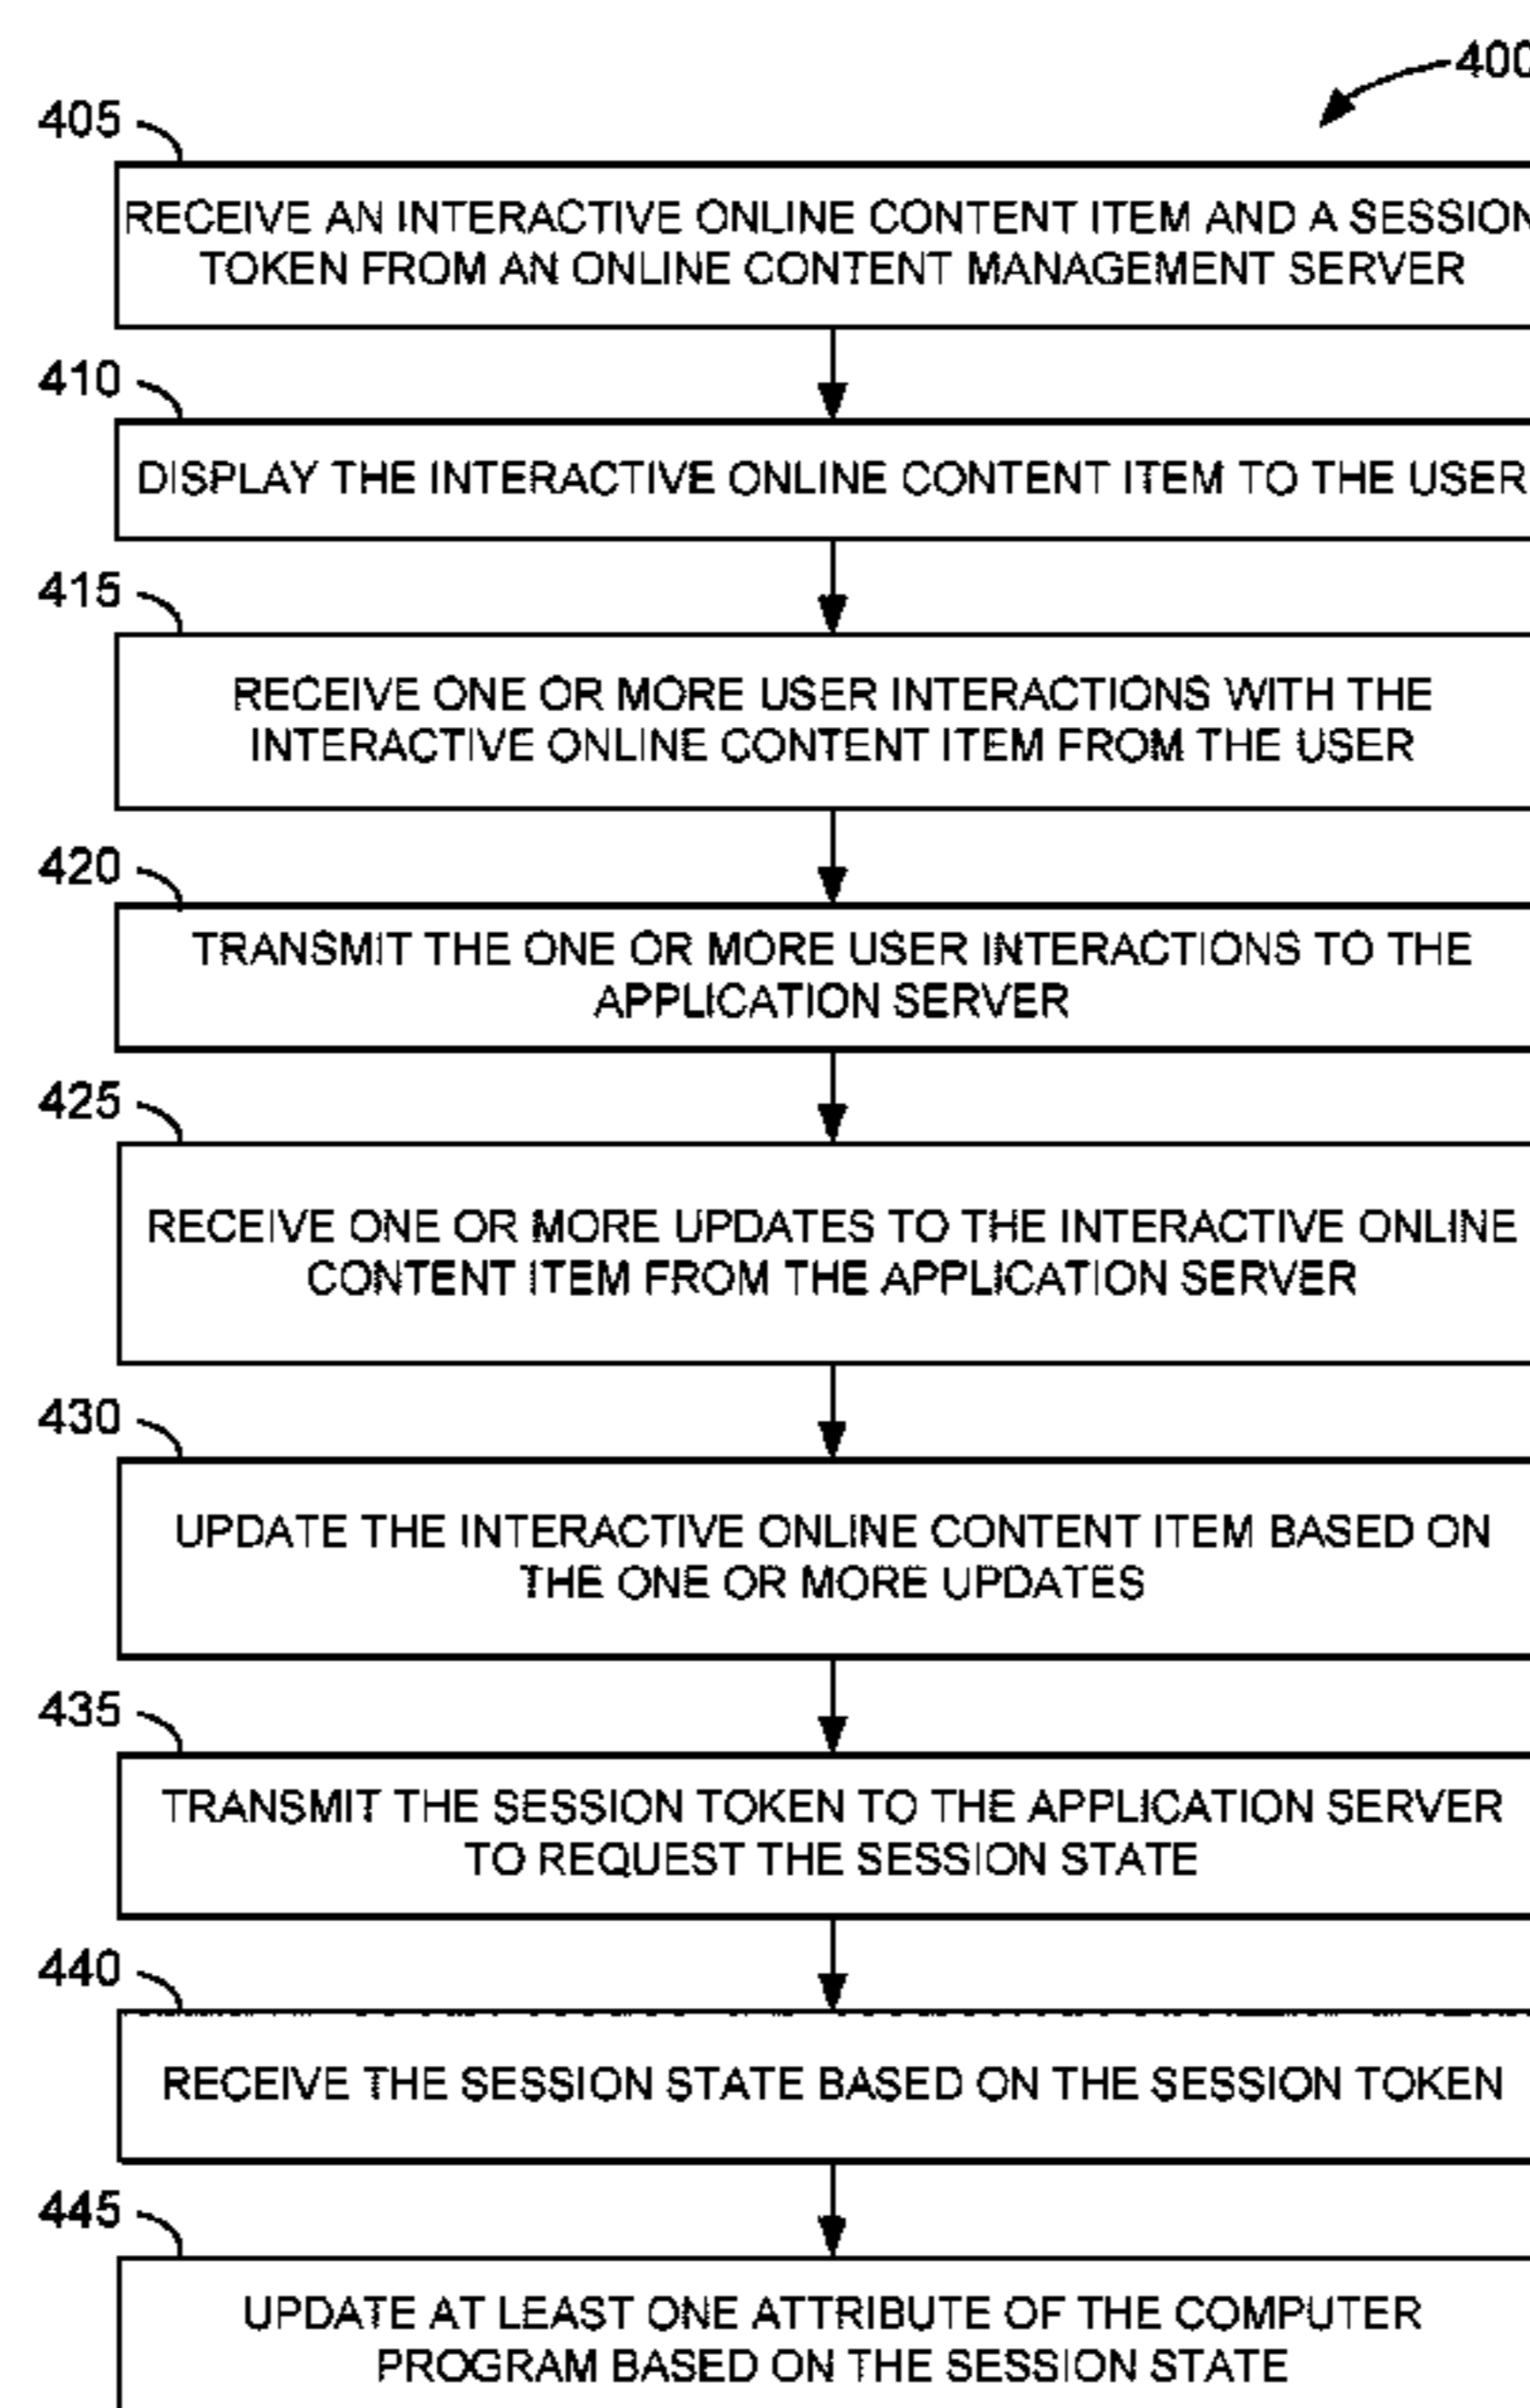 400
405
RECEIVE AN INTERACTIVE ONLINE CONTENT ITEM AND A SESSION
TOKEN FROM AN ONLINE CONTENT MANAGEMENT SERVER
410
DISPLAY THE INTERACTIVE ONLINE CONTENT ITEM TO THE USER
415
RECEIVE ONE OR MORE USER INTERACTIONS WITH THE
INTERACTIVE ONLINE CONTENT ITEM FROM THE USER
420
TRANSMIT THE ONE OR MORE USER INTERACTIONS TO THE
APPLICATION SERVER
425
RECEIVE ONE OR MORE UPDATES TO THE INTERACTIVE ONLINE
CONTENT ITEM FROM THE APPLICATION SERVER
430
UPDATE THE INTERACTIVE ONLINE CONTENT ITEM BASED ON
THE ONE OR MORE UPDATES
435
TRANSMIT THE SESSION TOKEN TO THE APPLICATION SERVER
TO REQUEST THE SESSION STATE
440
RECEIVE THE SESSION STATE BASED ON THE SESSION TOKEN
445
UPDATE AT LEAST ONE ATTRIBUTE OF THE COMPUTER
PROGRAM BASED ON THE SESSION STATE